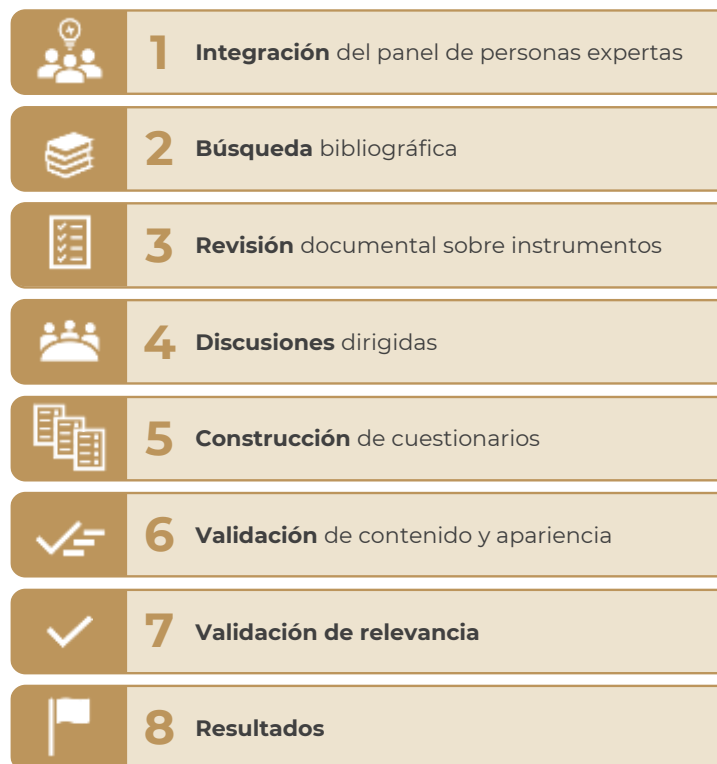 1 Integración del panel de personas expertas
2 Búsqueda bibliográfica
3 Revisión documental sobre instrumentos
4 Discusiones dirigidas
5 Construcción de cuestionarios
6 Validación de contenido y apariencia
7 Validación de relevancia
8 Resultados